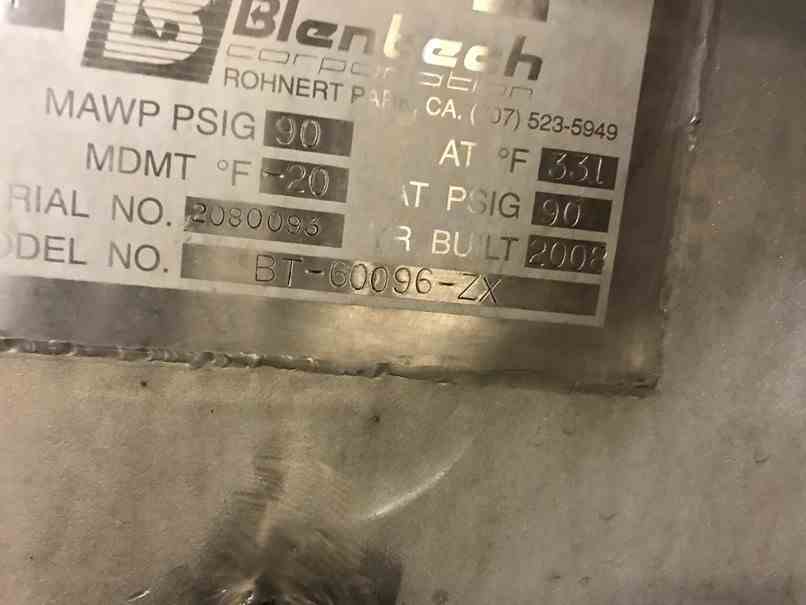 Blentech
corporation
ROHNERT PARK, CA. (707) 523-5949
MAWP PSIG 90 AT °F 331
MDMT °F -20 AT PSIG 90
RIAL NO. 2080093 YR BUILT 2008
ODEL NO. BT-60096-ZX